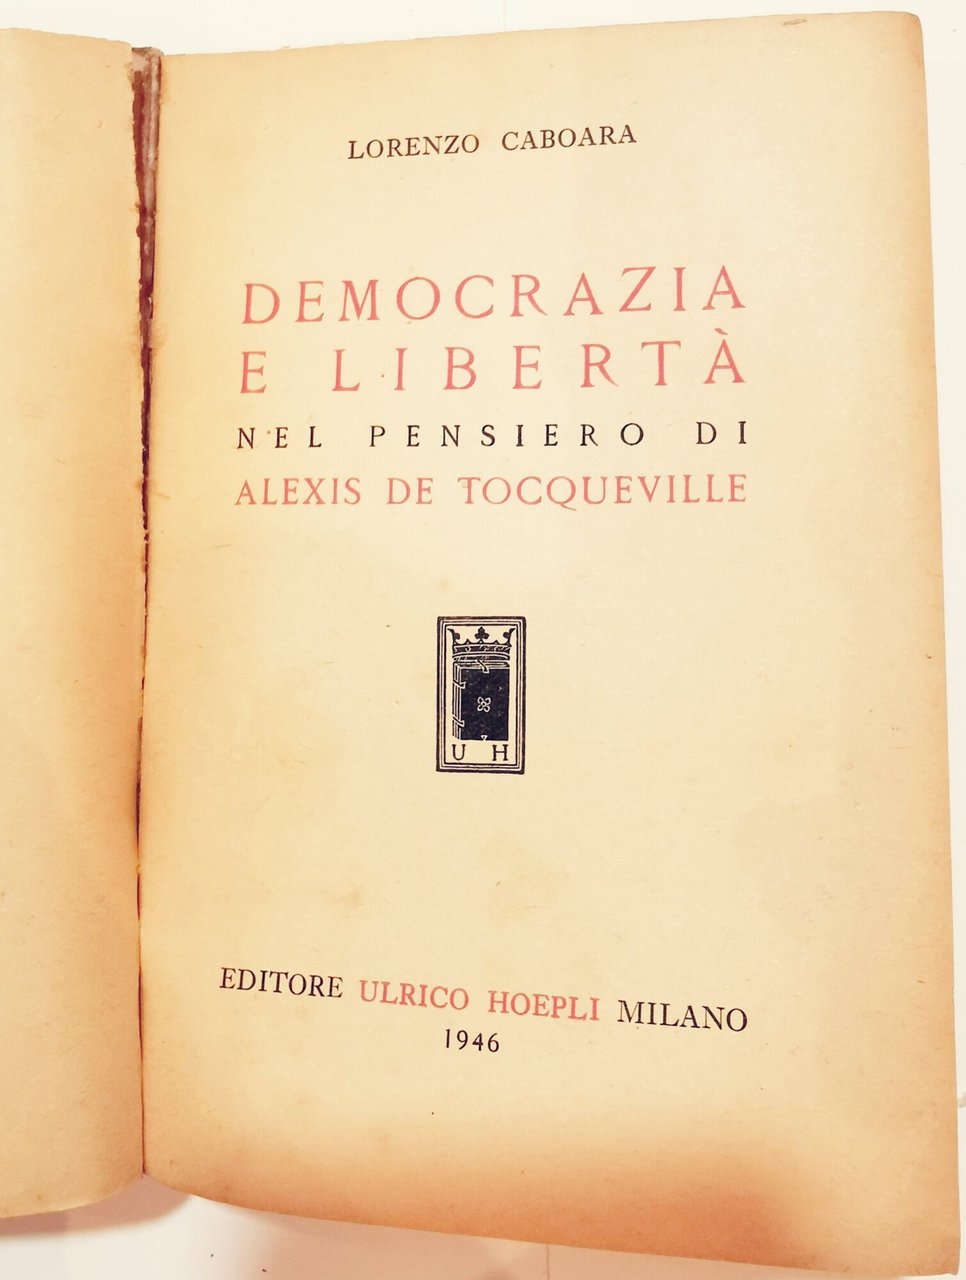 LORENZO CABOARA
DEMOCRAZIA
E LIBERTÀ
NEL PENSIERO DI
ALEXIS DE TOCQUEVILLE
U H
EDITORE ULRICO HOEPLI MILANO
1946